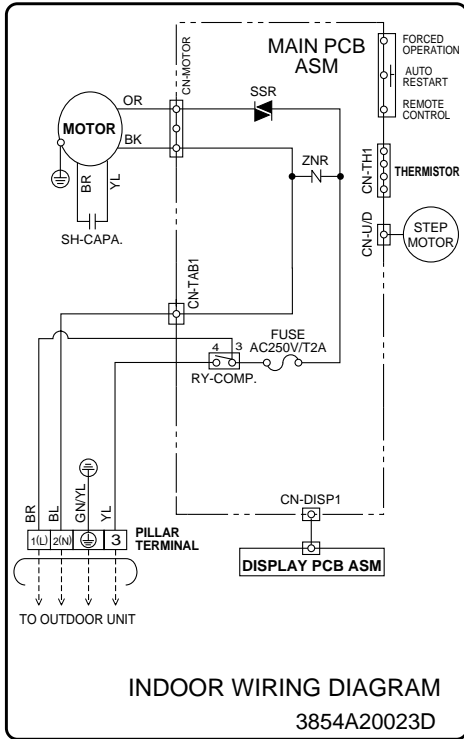 MAIN PCB
ASM
FORCED
OPERATION
AUTO
RESTART
REMOTE
CONTROL
CN-MOTOR
OR
SSR
MOTOR
BK
BR
YL
SH-CAPA.
ZNR
CN-TH1
THERMISTOR
CN-U/D
STEP
MOTOR
CN-TAB1
FUSE
AC250V/T2A
4 3
RY-COMP.
BR
BL
GN/YL
YL
1(L) 2(N) 3
PILLAR
TERMINAL
CN-DISP1
DISPLAY PCB ASM
TO OUTDOOR UNIT
INDOOR WIRING DIAGRAM
3854A20023D